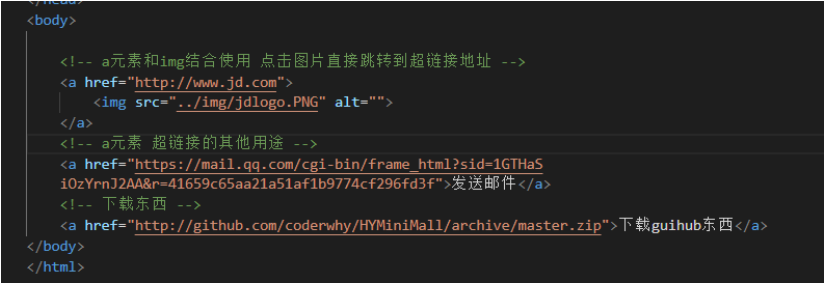 </head>
<body>
<!-- a元素和img结合使用 点击图片直接跳转到超链接地址 -->
<a href="http://www.jd.com">
<img src="../img/jdlogo.PNG" alt="">
</a>
<!-- a元素 超链接的其他用途 -->
<a href="https://mail.qq.com/cgi-bin/frame_html?sid=1GTHaS
iOzYrnJ2AA&r=41659c65aa21a51af1b9774cf296fd3f">发送邮件</a>
<!-- 下载东西 -->
<a href="http://github.com/coderwhy/HYMiniMall/archive/master.zip">下载guihub东西</a>
</body>
</html>